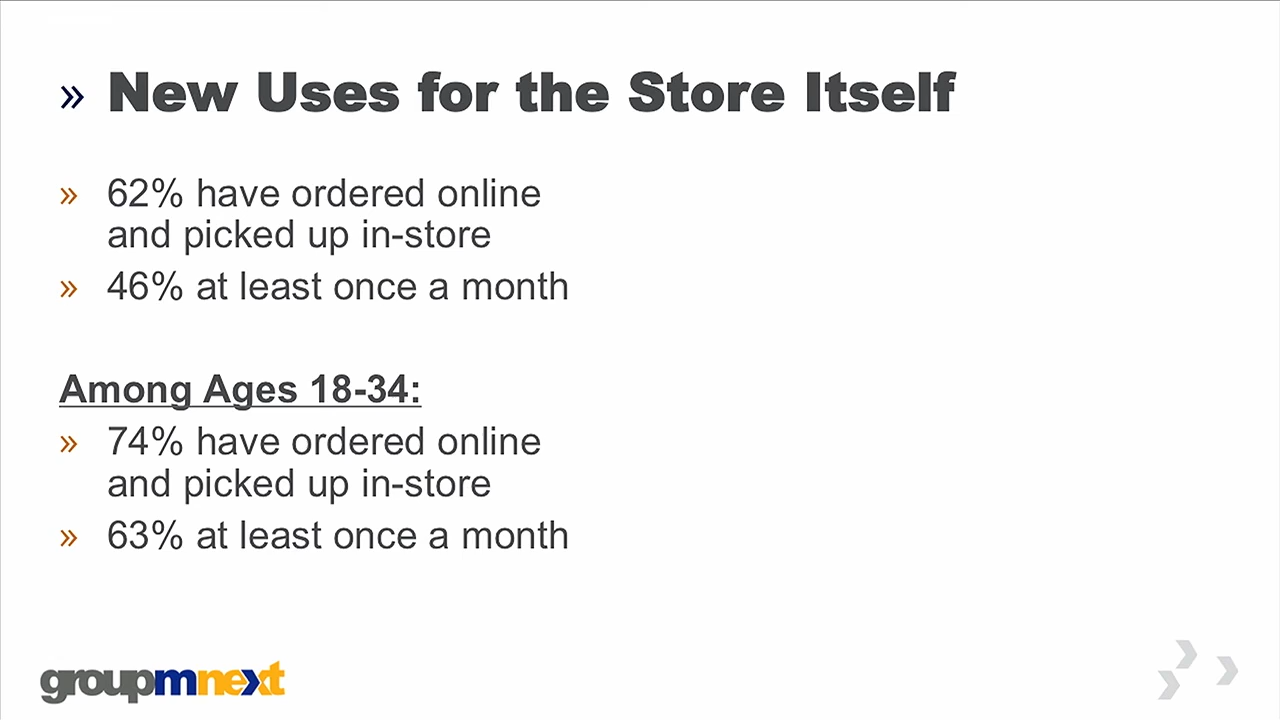 » New Uses for the Store Itself
» 62% have ordered online
and picked up in-store
» 46% at least once a month
Among Ages 18-34:
» 74% have ordered online
and picked up in-store
» 63% at least once a month
groupmnext